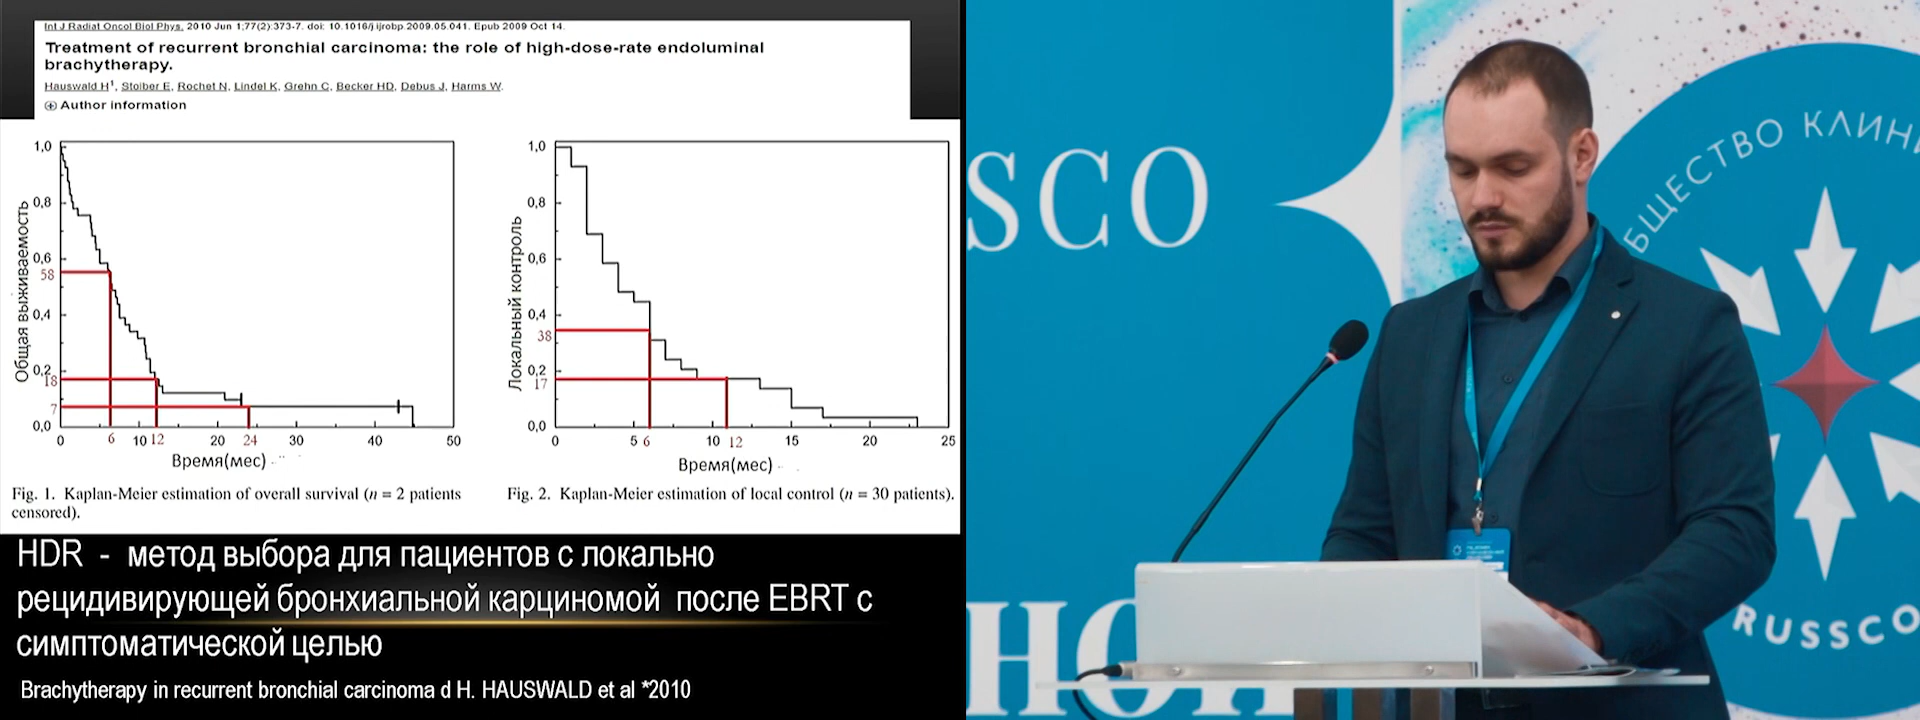 Int J Radiat Oncol Biol Phys. 2010 Jun 1;77(2):373-7. doi: 10.1016/j.ijrobp.2009.05.041. Epub 2009 Oct 14.
Treatment of recurrent bronchial carcinoma: the role of high-dose-rate endoluminal
brachytherapy.
Hauswald H1, Stoiber E, Rochet N, Lindel K, Grehn C, Becker HD, Debus J, Harms W.
Author information
Общая выживаемость
1,0
0,8
0,6
58
0,4
0,2
18
7
0,0
0 6 10 12 20 24 30 40 50
Время(мес)
Fig. 1. Kaplan-Meier estimation of overall survival (n = 2 patients
censored).
Локальный контроль
1,0
0,8
0,6
0,4
38
0,2
17
0,0
0 5 6 10 12 15 20 25
Время(мес)
Fig. 2. Kaplan-Meier estimation of local control (n = 30 patients).
HDR - метод выбора для пациентов с локально
рецидивирующей бронхиальной карциномой после EBRT с
симптоматической целью
Brachytherapy in recurrent bronchial carcinoma d H. HAUSWALD et al *2010
SCO
БЩЕСТВО КЛИНИ
RUSSCO
НОЙ